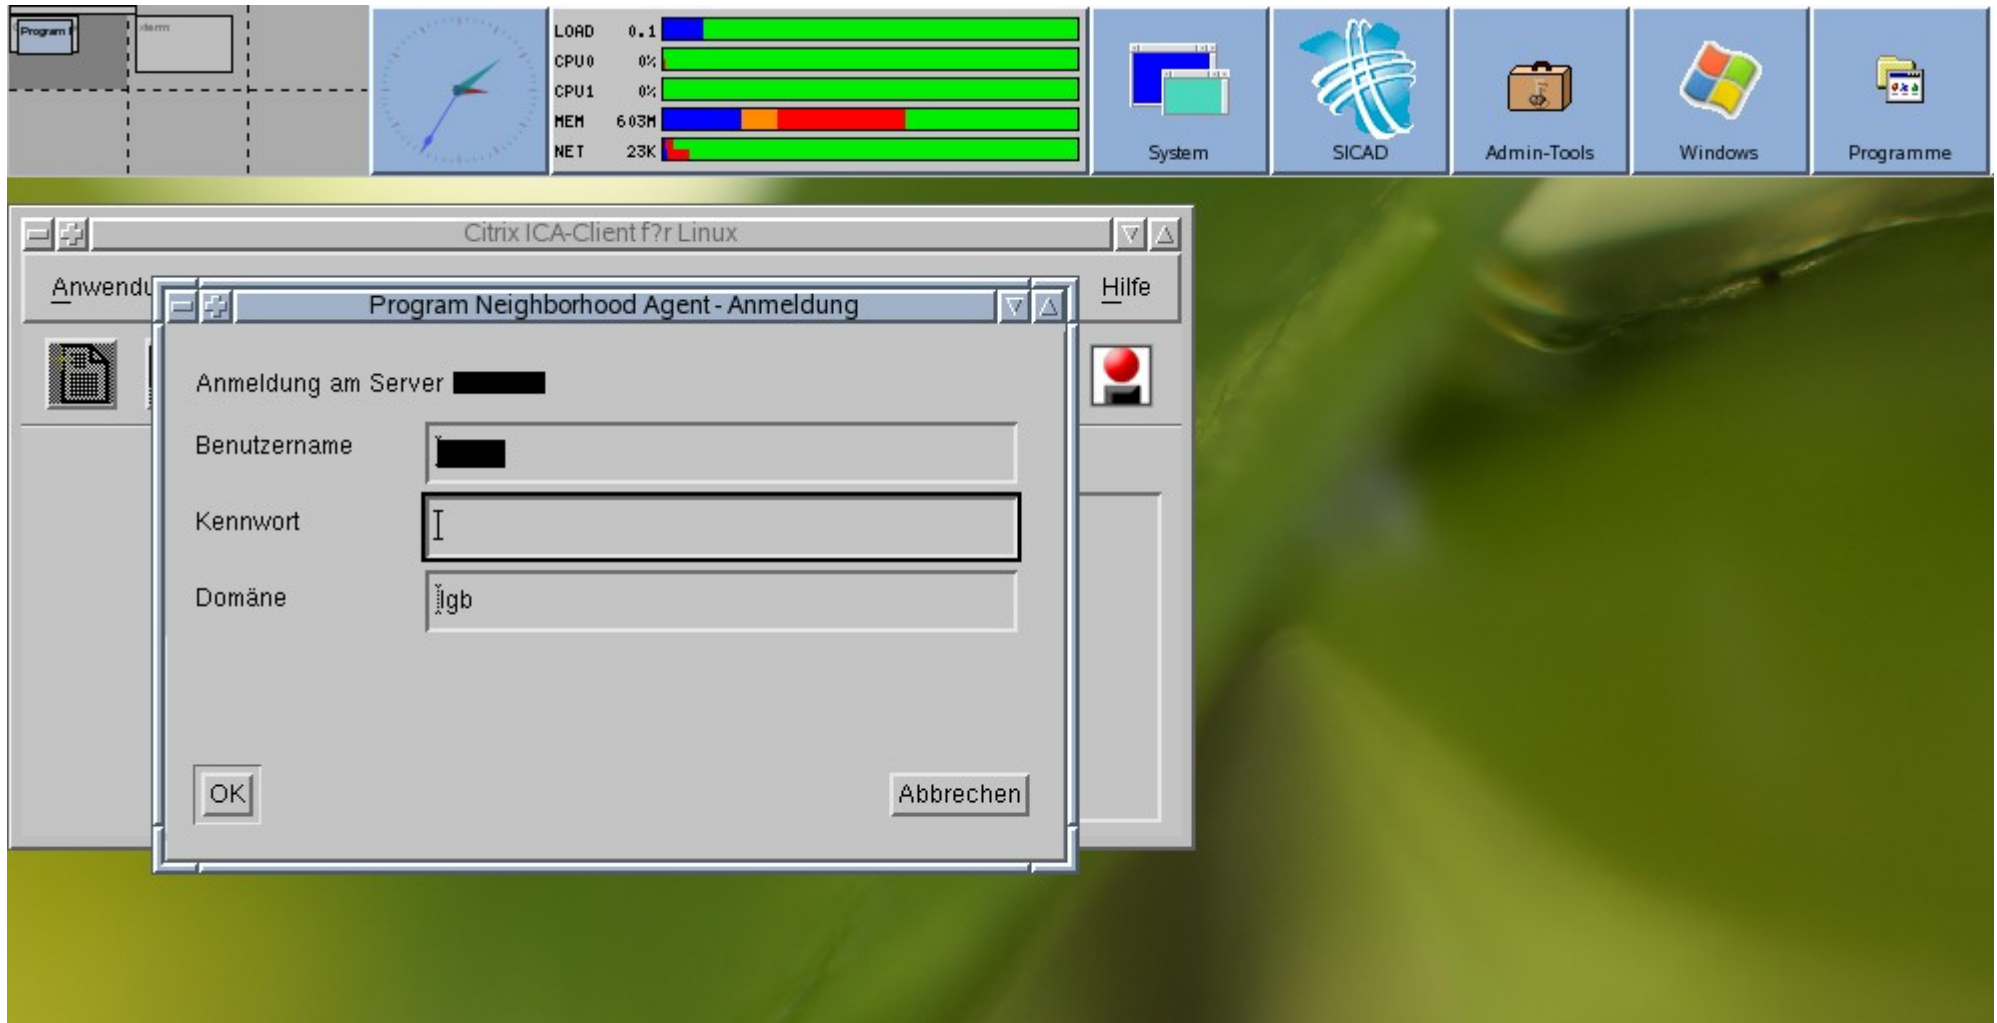 Program
xterm
LOAD 0.1
CPU0 0%
CPU1 0%
MEM 603M
NET 23K
System
SICAD
Admin-Tools
Windows
Programme
Citrix ICA-Client f?r Linux
Anwendu
Hilfe
Program Neighborhood Agent - Anmeldung
Anmeldung am Server
Benutzername
Kennwort
Domäne
lgb
OK
Abbrechen